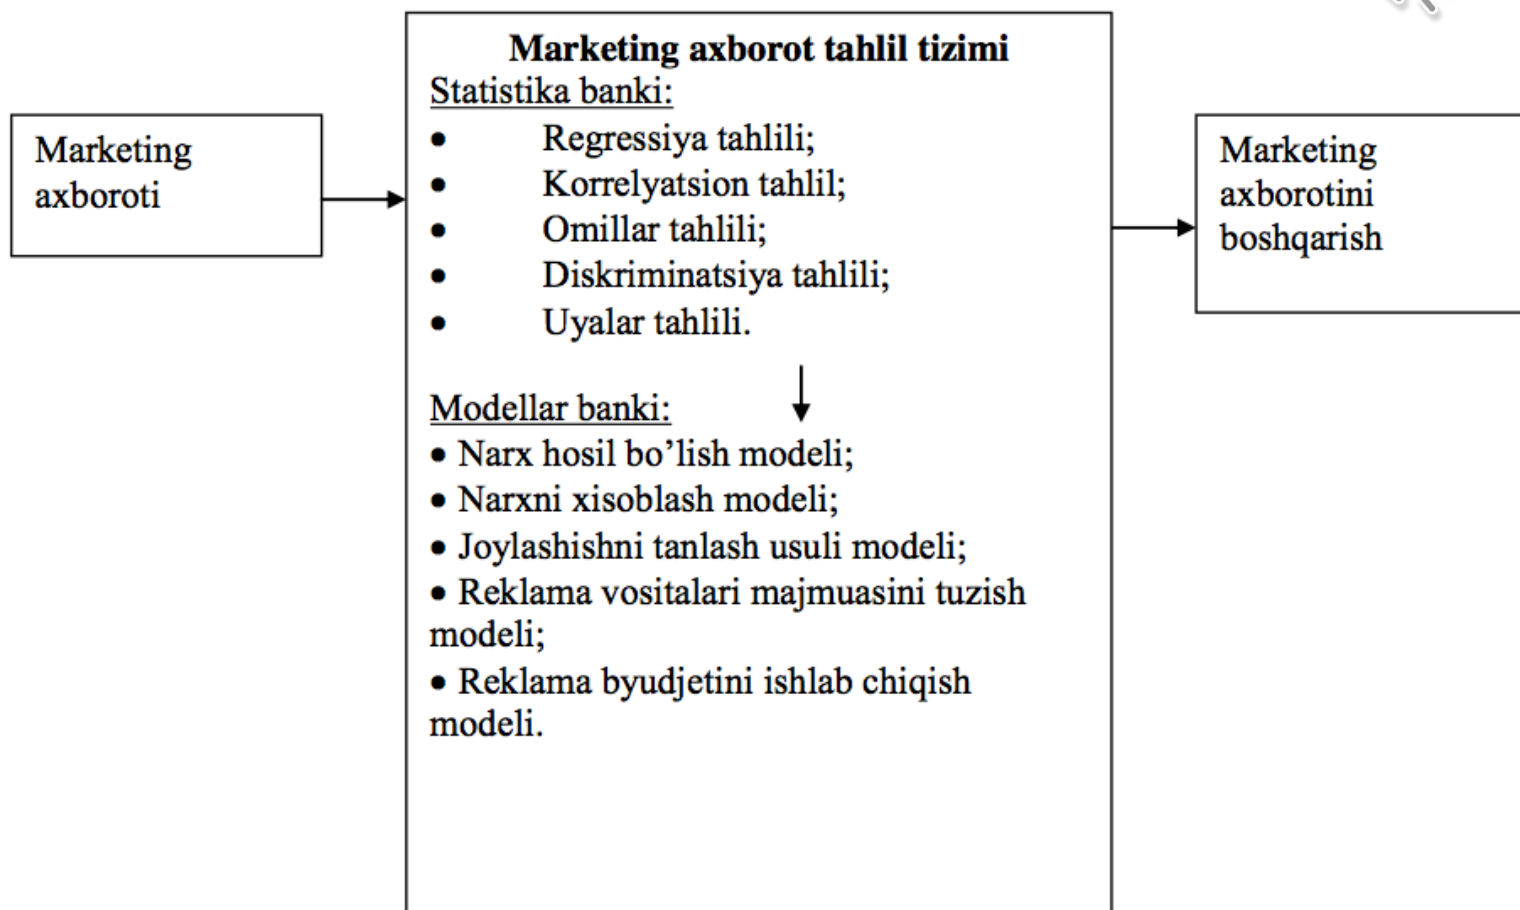 Marketing axborot tahlil tizimi
Statistika banki:
• Regressiya tahlili;
• Korrelyatsion tahlil;
• Omillar tahlili;
• Diskriminatsiya tahlili;
• Uyalar tahlili.
Modellar banki:
• Narx hosil bo’lish modeli;
• Narxni xisoblash modeli;
• Joylashishni tanlash usuli modeli;
• Reklama vositalari majmuasini tuzish
modeli;
• Reklama byudjetini ishlab chiqish
modeli.
Marketing
axboroti
Marketing
axborotini
boshqarish